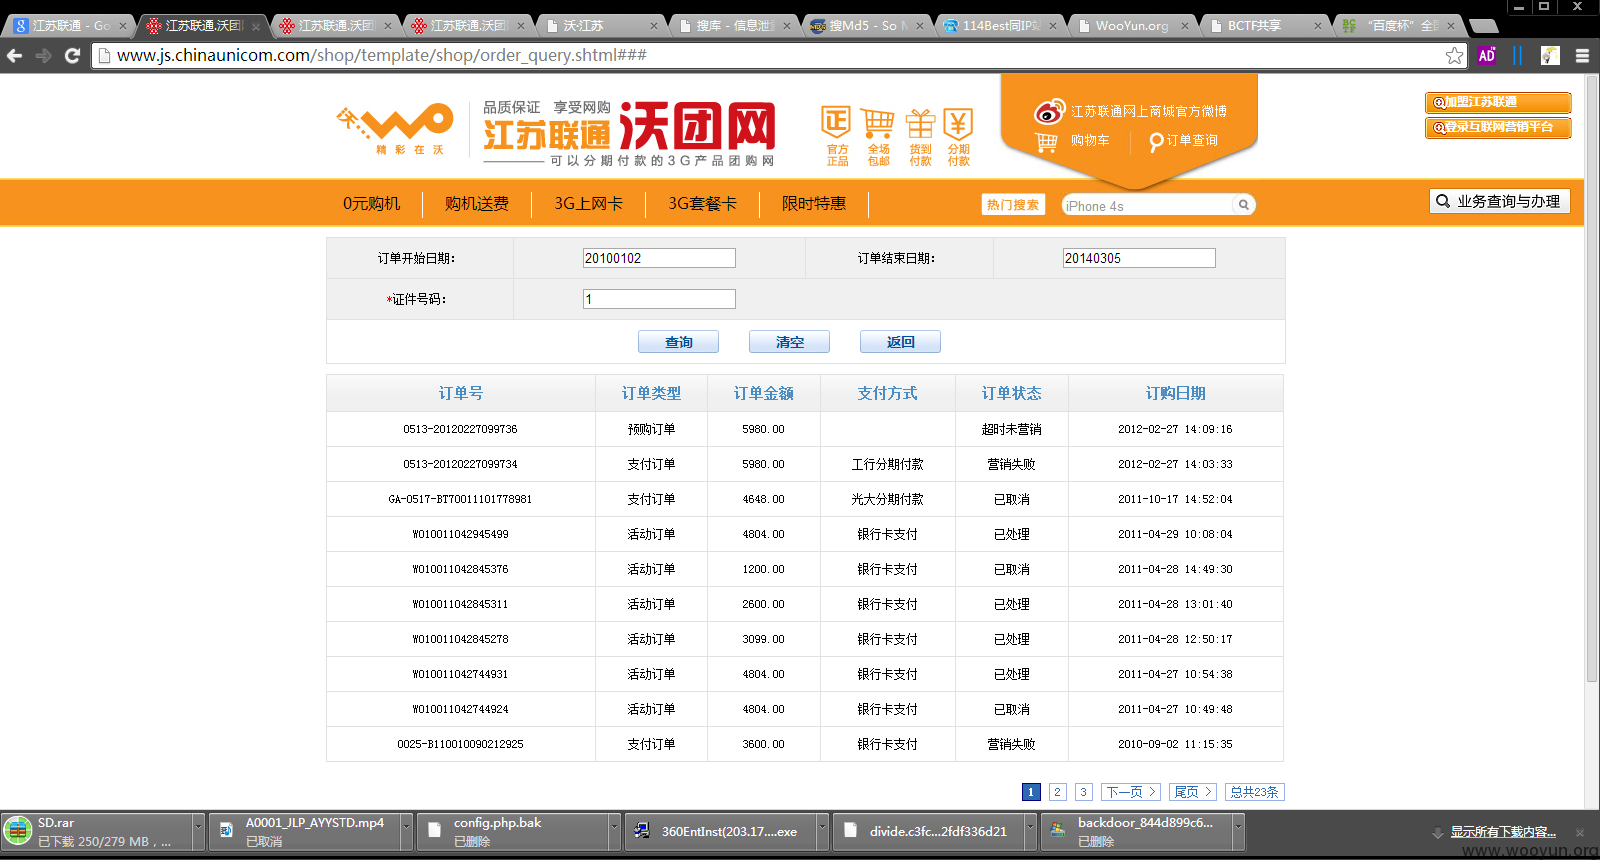 江苏联通 - Go
江苏联通.沃团
江苏联通.沃团
江苏联通.沃团
沃·江苏
搜库 - 信息泄
搜Md5 - So M
114Best同IP站
WooYun.org
BCTF共享
“百度杯”全
www.js.chinaunicom.com/shop/template/shop/order_query.shtml###
沃
精彩在沃
品质保证 享受网购
江苏联通 沃团网
可以分期付款的3G产品团购网
正
官方正品
全场包邮
货到付款
分期付款
江苏联通网上商城官方微博
购物车
订单查询
加盟江苏联通
登录互联网营销平台
0元购机
购机送费
3G上网卡
3G套餐卡
限时特惠
热门搜索
iPhone 4s
业务查询与办理
订单开始日期: 20100102 订单结束日期: 20140305
*证件号码: 1
查询 清空 返回
订单号 订单类型 订单金额 支付方式 订单状态 订购日期
0513-20120227099736 预购订单 5980.00 超时未营销 2012-02-27 14:09:16
0513-20120227099734 支付订单 5980.00 工行分期付款 营销失败 2012-02-27 14:03:33
GA-0517-BT70011101778981 支付订单 4648.00 光大分期付款 已取消 2011-10-17 14:52:04
W010011042945499 活动订单 4804.00 银行卡支付 已处理 2011-04-29 10:08:04
W010011042845376 活动订单 1200.00 银行卡支付 已取消 2011-04-28 14:49:30
W010011042845311 活动订单 2600.00 银行卡支付 已处理 2011-04-28 13:01:40
W010011042845278 活动订单 3099.00 银行卡支付 已处理 2011-04-28 12:50:17
W010011042744931 活动订单 4804.00 银行卡支付 已处理 2011-04-27 10:54:38
W010011042744924 活动订单 4804.00 银行卡支付 已取消 2011-04-27 10:49:48
0025-B110010090212925 支付订单 3600.00 银行卡支付 营销失败 2010-09-02 11:15:35
1 2 3 下一页 尾页 总共23条
SD.rar
已下载 250/279 MB，...
A0001_JLP_AYYSTD.mp4
已取消
config.php.bak
已删除
360EntInst(203.17....exe
divide.c3fc...2fdf336d21
backdoor_844d899c6...
已删除
显示所有下载内容...
www.wooyun.org